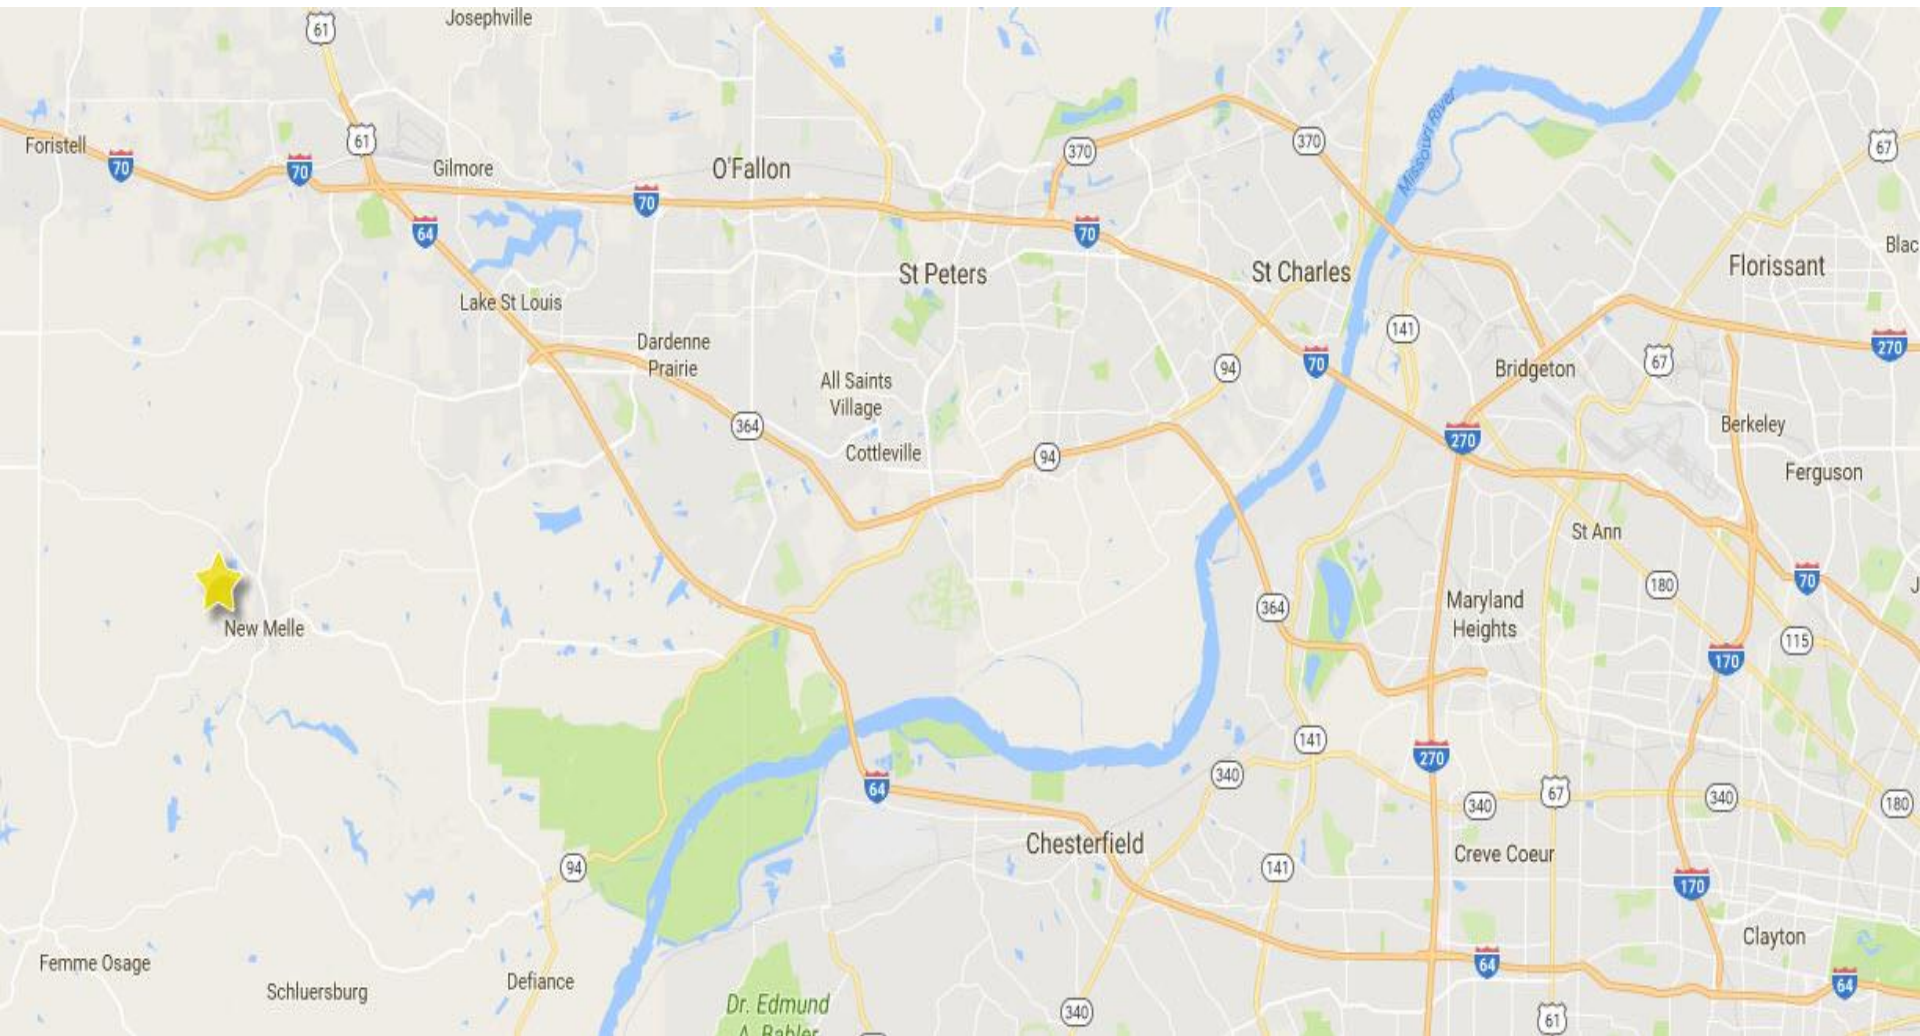 61
Josephville
61
Foristell
70
70
Gilmore
O'Fallon
370
370
Missouri River
67
70
70
64
St Peters
St Charles
Florissant
Blac
Lake St Louis
141
Dardenne
Prairie
All Saints
Village
94
70
Bridgeton
67
270
364
Cottleville
94
270
Berkeley
Ferguson
St Ann
New Melle
364
Maryland
Heights
180
70
J
115
170
141
270
64
340
340
67
340
180
Chesterfield
Creve Coeur
94
141
170
Clayton
Femme Osage
Schluersburg
Defiance
64
64
Dr. Edmund
A. Babler
340
61